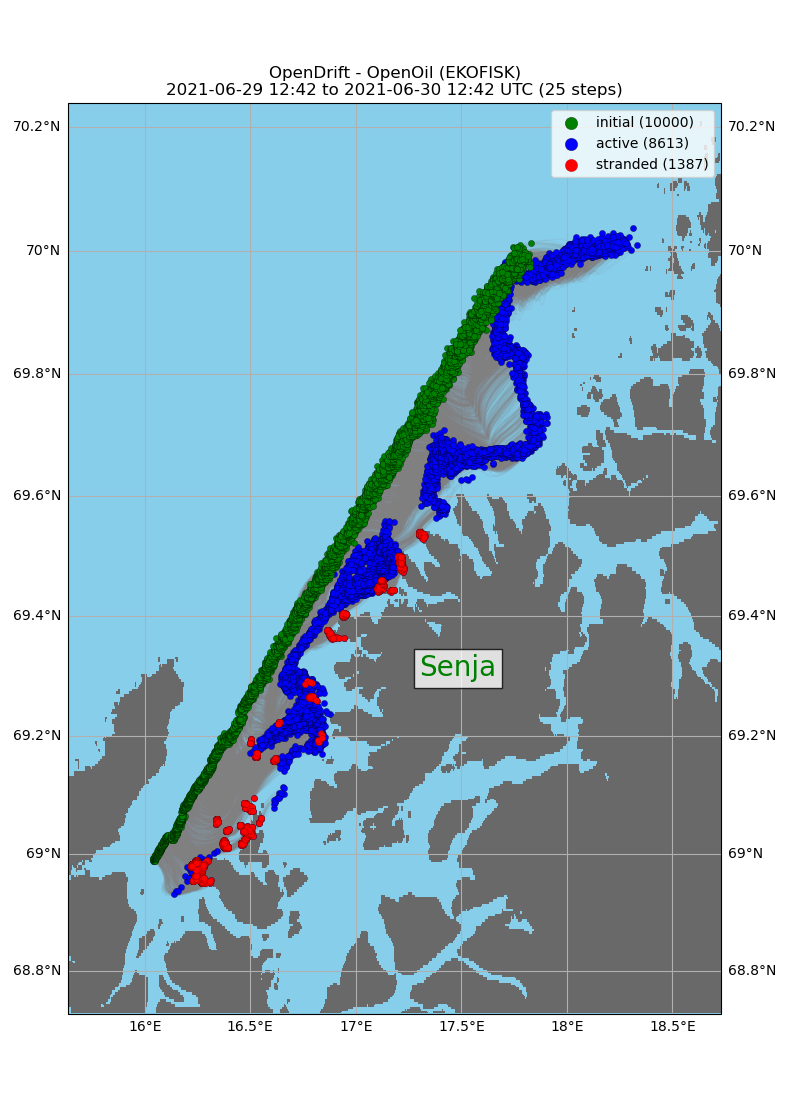 OpenDrift - OpenOil (EKOFISK)
2021-06-29 12:42 to 2021-06-30 12:42 UTC (25 steps)
initial (10000)
active (8613)
stranded (1387)
70.2°N 70.2°N
70°N 70°N
69.8°N 69.8°N
69.6°N 69.6°N
69.4°N 69.4°N
Senja
69.2°N 69.2°N
69°N 69°N
68.8°N 68.8°N
16°E 16.5°E 17°E 17.5°E 18°E 18.5°E